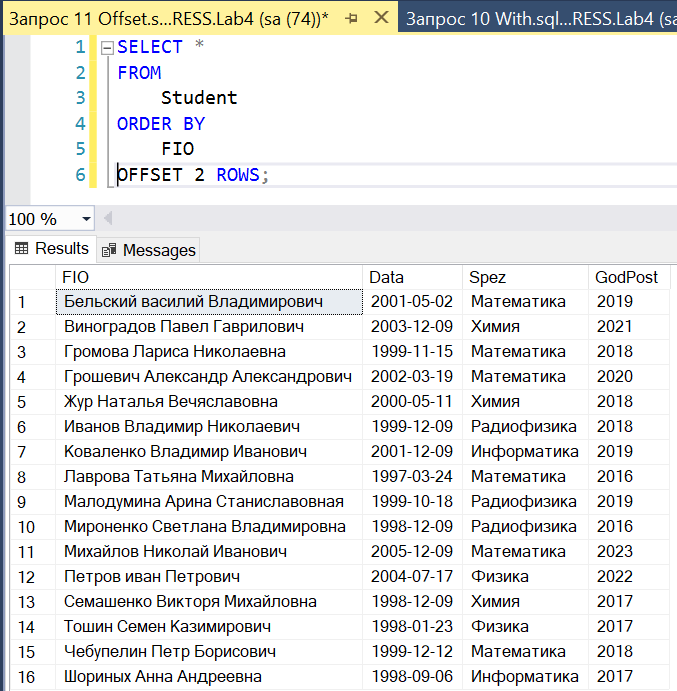 Запрос 11 Offset.s...RESS.Lab4 (sa (74))* Запрос 10 With.sql...RESS.Lab4 (sa
1 SELECT *
2 FROM
3 Student
4 ORDER BY
5 FIO
6 OFFSET 2 ROWS;
100 %
Results Messages
FIO Data Spez GodPost
1 Бельский василий Владимирович 2001-05-02 Математика 2019
2 Виноградов Павел Гаврилович 2003-12-09 Химия 2021
3 Громова Лариса Николаевна 1999-11-15 Математика 2018
4 Грошевич Александр Александрович 2002-03-19 Математика 2020
5 Жур Наталья Вечяславовна 2000-05-11 Химия 2018
6 Иванов Владимир Николаевич 1999-12-09 Радиофизика 2018
7 Коваленко Владимир Иванович 2001-12-09 Информатика 2019
8 Лаврова Татьяна Михайловна 1997-03-24 Математика 2016
9 Малодумина Арина Станиславовная 1999-10-18 Радиофизика 2019
10 Мироненко Светлана Владимировна 1998-12-09 Радиофизика 2016
11 Михайлов Николай Иванович 2005-12-09 Математика 2023
12 Петров иван Петрович 2004-07-17 Физика 2022
13 Семашенко Викторя Михайловна 1998-12-09 Химия 2017
14 Тошин Семен Казимирович 1998-01-23 Физика 2017
15 Чебупелин Петр Борисович 1999-12-12 Математика 2018
16 Шориных Анна Андреевна 1998-09-06 Информатика 2017